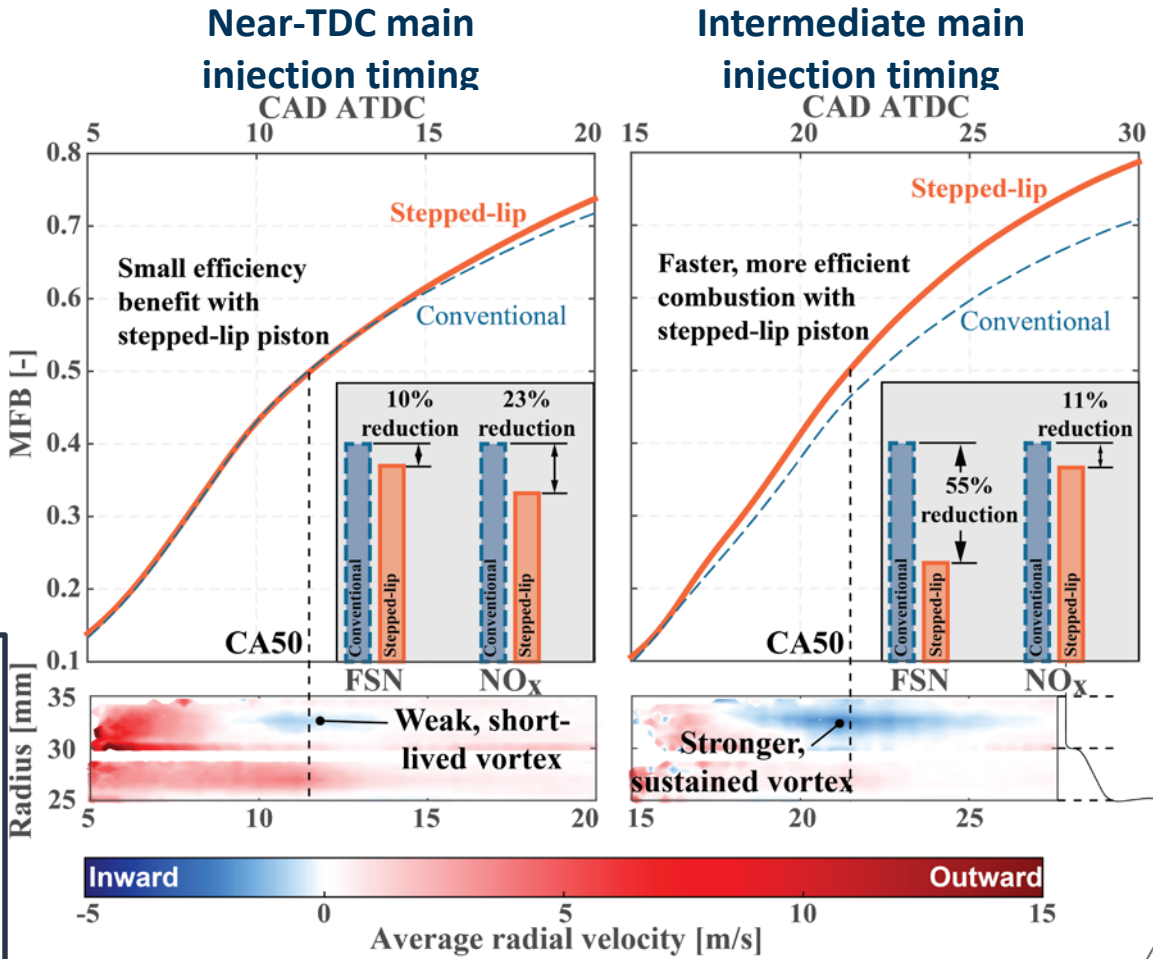 Near-TDC main
injection timing
CAD ATDC
5 10 15 20
0.8
0.7
0.6
0.5
0.4
0.3
0.2
0.1
MFB [-]
Stepped-lip
Conventional
Small efficiency
benefit with
stepped-lip piston
10%
reduction
23%
reduction
Conventional
Stepped-lip
Conventional
Stepped-lip
CA50
FSN NOx
35
30
25
Radius [mm]
Weak, short-
lived vortex
5 10 15 20
Intermediate main
injection timing
CAD ATDC
15 20 25 30
Stepped-lip
Conventional
Faster, more efficient
combustion with
stepped-lip piston
55%
reduction
11%
reduction
Conventional
Stepped-lip
Conventional
Stepped-lip
CA50
FSN NOx
Stronger,
sustained vortex
15 20 25
Inward Outward
-5 0 5 10 15
Average radial velocity [m/s]